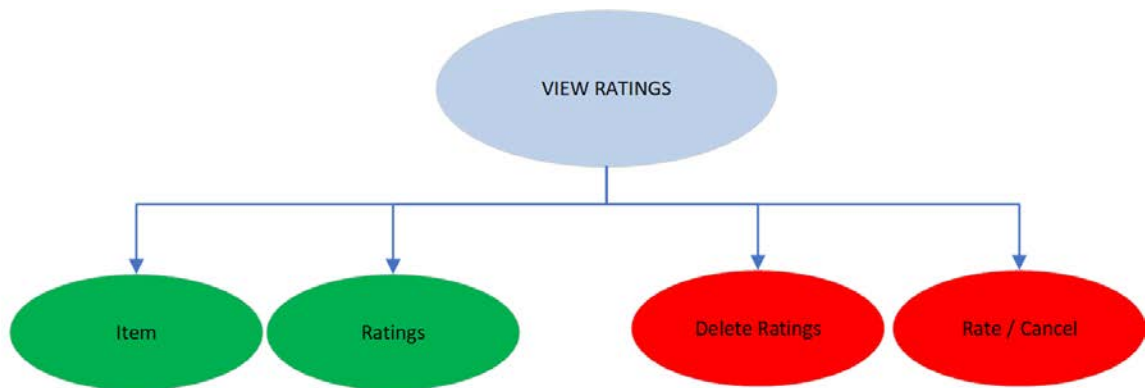 VIEW RATINGS
Item
Ratings
Delete Ratings
Rate / Cancel